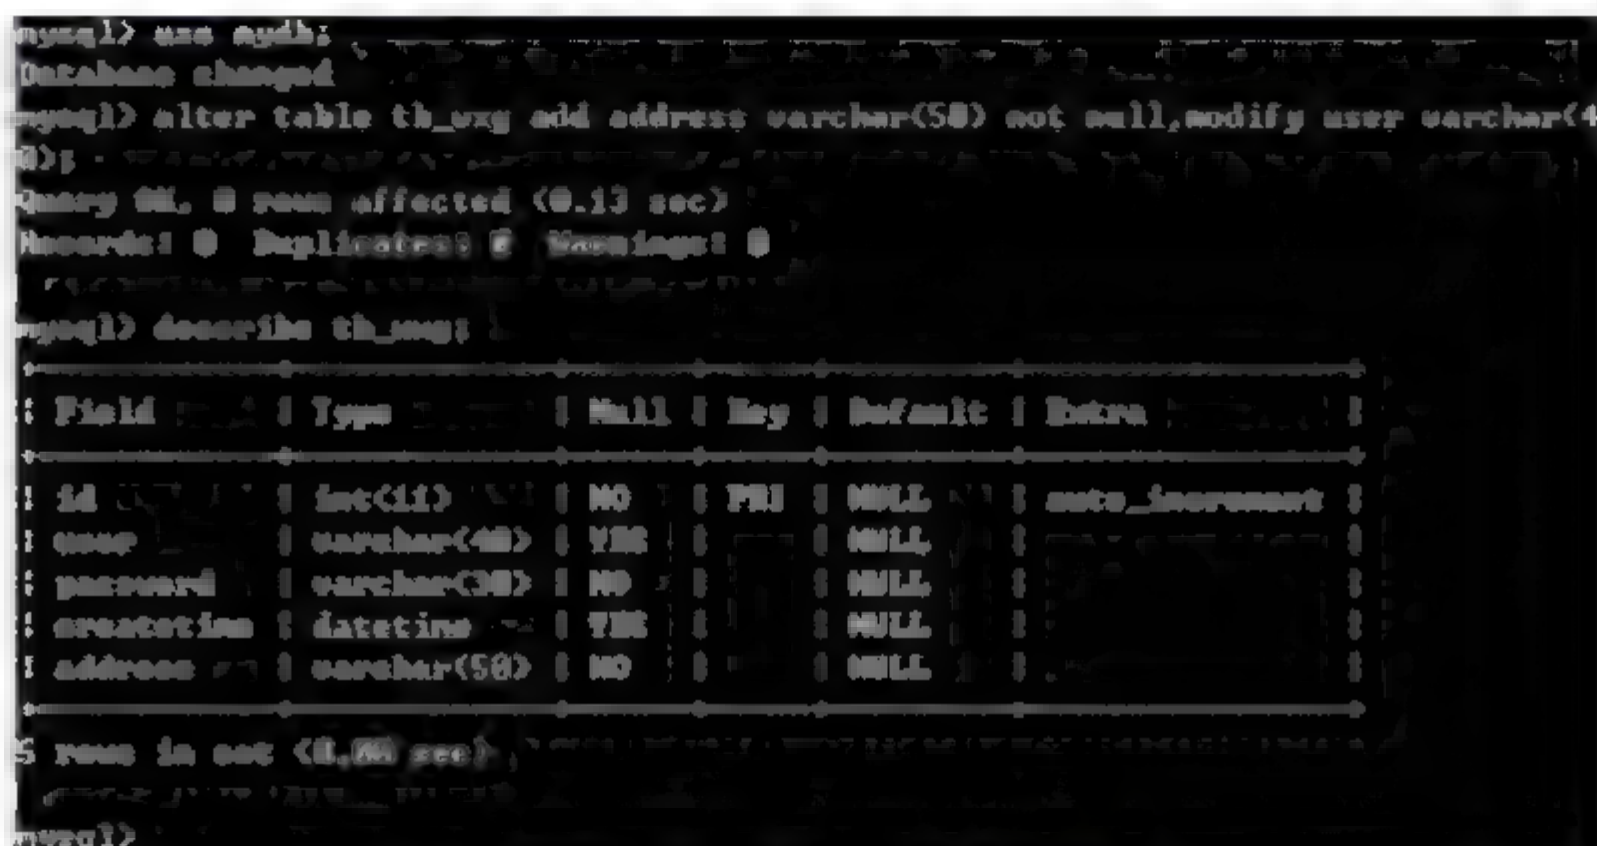 mysql> use mydb;
Database changed
mysql> alter table tb_wxy add address varchar(50) not null,modify user varchar(4
0);
Query OK, 0 rows affected (0.13 sec)
Records: 0  Duplicates: 0  Warnings: 0
mysql> describe tb_wxy;
| Field | Type | Null | Key | Default | Extra |
| id | int(11) | NO | PRI | NULL | auto_increment |
| user | varchar(40) | YES | | NULL | |
| password | varchar(30) | NO | | NULL | |
| createtime | datetime | YES | | NULL | |
| address | varchar(50) | NO | | NULL | |
5 rows in set sec)
mysql>